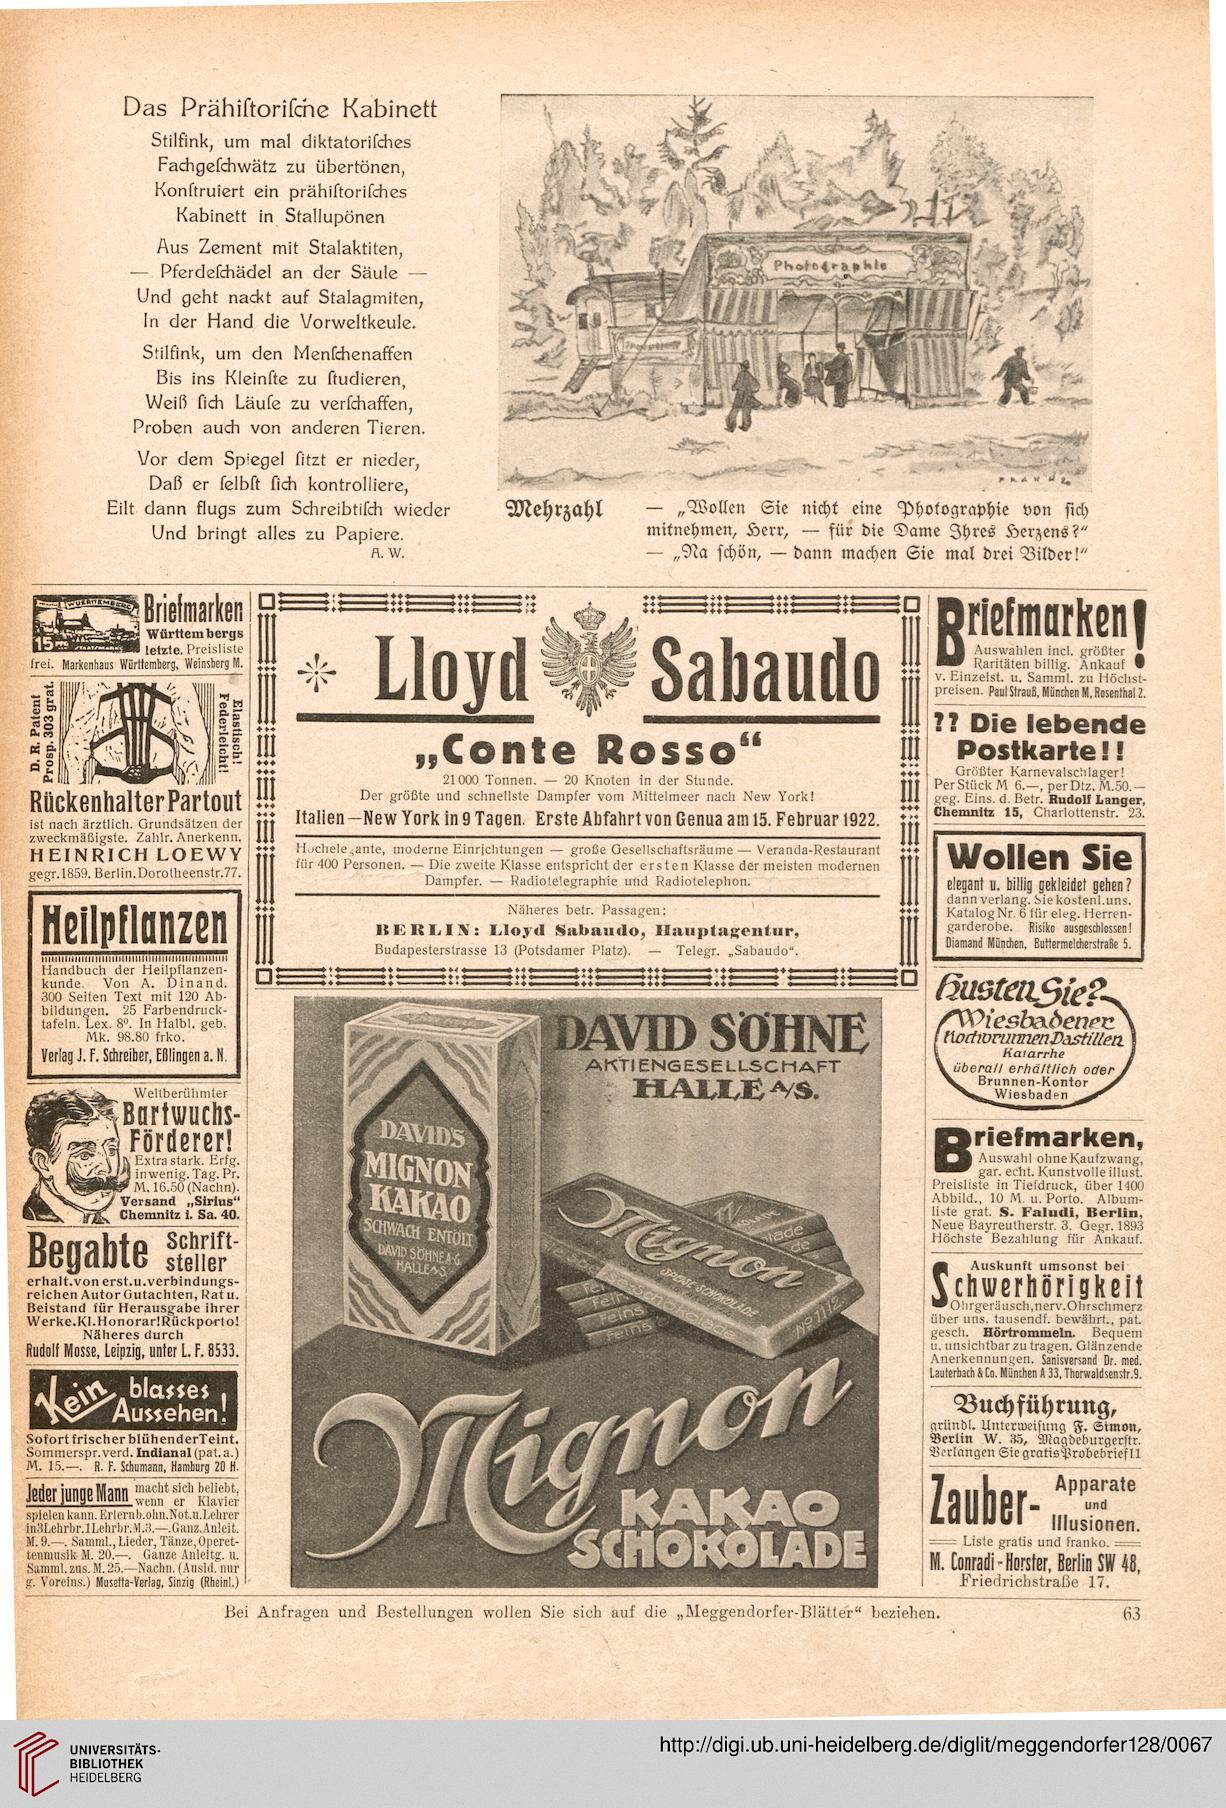 Das Prähiſtoriſche Kabinett
Stilfink, um mal diktatoriſches
Fachgeſchwätz zu übertönen,
Konſtruiert ein prähiſtoriſches
Kabinett in Stallupönen
Aus Zement mit Stalaktiten,
— Pferdeſchädel an der Säule —
Und geht nackt auf Stalagmiten,
In der Hand die Vorweltkeule.
Stilfink, um den Menſchenaffen
Bis ins Kleinſte zu ſtudieren,
Weiß ſich Läuſe zu verſchaffen,
Proben auch von anderen Tieren.
Vor dem Spiegel ſitzt er nieder,
Daß er ſelbſt ſich kontrolliere,
Eilt dann flugs zum Schreibtiſch wieder
Und bringt alles zu Papiere.
A. W.
Photographie
Mehrzahl
— „Wollen Sie nicht eine Photographie von ſich
mitnehmen, Herr, — für die Dame Ihres Herzens?“
— „Na ſchön, — dann machen Sie mal drei Bilder!“
WUERTTEMBERG
15
Briefmarken
Württembergs
letzte. Preisliste
frei. Markenhaus Württemberg, Weinsberg M.
D. R. Patent
Prosp. 303 grat.
Elastisch!
Federleicht!
Rückenhalter Partout
ist nach ärztlich. Grundsätzen der
zweckmäßigste. Zahlr. Anerkenn.
HEINRICH LOEWY
gegr. 1859. Berlin. Dorotheenstr. 77.
Heilpflanzen
Handbuch der Heilpflanzen-
kunde. Von A. Dinand.
300 Seiten Text mit 120 Ab-
bildungen. 25 Farbendruck-
tafeln. Lex. 8º. In Halbl. geb.
Mk. 98.80 frko.
Verlag J. F. Schreiber, Eßlingen a. N.
Weltberühmter
Bartwuchs-
Förderer!
Extra stark. Erfg.
in wenig. Tag. Pr.
M. 16.50 (Nachn).
Versand „Sirius“
Chemnitz i. Sa. 40.
Begabte Schrift-
steller
erhalt. von erst. u. verbindungs-
reichen Autor Gutachten, Rat u.
Beistand für Herausgabe ihrer
Werke. Kl. Honorar! Rückporto!
Näheres durch
Rudolf Mosse, Leipzig, unter L. F. 8533.
Kein blasses
Aussehen!
Sofort frischer blühender Teint.
Sommerspr. verd. Indianal (pat. a.)
M. 15.—. R. F. Schumann, Hamburg 20 H.
Jeder junge Mann macht sich beliebt,
wenn er Klavier
spielen kann. Erlernb. ohn. Not. u. Lehrer
in 3 Lehrbr. 1 Lehrbr. M. 3.—. Ganz. Anleit.
M. 9.—. Samml., Lieder, Tänze, Operet-
tenmusik M. 20.—. Ganze Anleitg. u.
Samml. zus. M. 25.—Nachn. (Ausld. nur
g. Voreins.) Musetta-Verlag, Sinzig (Rheinl.)
Lloyd Sabaudo
„Conte Rosso“
21 000 Tonnen. — 20 Knoten in der Stunde.
Der größte und schnellste Dampfer vom Mittelmeer nach New York!
Italien—New York in 9 Tagen. Erste Abfahrt von Genua am 15. Februar 1922.
Hochelegante, moderne Einrichtungen — große Gesellschaftsräume — Veranda-Restaurant
für 400 Personen. — Die zweite Klasse entspricht der ersten Klasse der meisten modernen
Dampfer. — Radiotelegraphie und Radiotelephon.
Näheres betr. Passagen:
BERLIN: Lloyd Sabaudo, Hauptagentur,
Budapesterstrasse 13 (Potsdamer Platz). — Telegr. „Sabaudo“.
DAVID SÖHNE
AKTIENGESELLSCHAFT
HALLE A/S.
DAVID'S
MIGNON
KAKAO
SCHWACH ENTÖLT
DAVID SÖHNE A-G.
HALLE A/S.
Mignon
SPEISE-SCHOKOLADE
No 1112
Mignon
KAKAO
SCHOKOLADE
Briefmarken!
Auswahlen incl. größter
Raritäten billig. Ankauf
v. Einzelst. u. Samml. zu Höchst-
preisen. Paul Strauß, München M, Rosenthal 2.
?? Die lebende
Postkarte!!
Größter Karnevalschlager!
Per Stück M 6.—, per Dtz. M. 50.—
geg. Eins. d. Betr. Rudolf Langer,
Chemnitz 15, Charlottenstr. 23.
Wollen Sie
elegant u. billig gekleidet gehen?
dann verlang. Sie kostenl. uns.
Katalog Nr. 6 für eleg. Herren-
garderobe. Risiko ausgeschlossen!
Diamand München, Buttermelcherstraße 5.
Husten Sie?
Wiesbadener
Kochbrunnen Pastillen
Katarrhe
überall erhältlich oder
Brunnen-Kontor
Wiesbaden
Briefmarken,
Auswahl ohne Kaufzwang,
gar. echt. Kunstvolle illust.
Preisliste in Tiefdruck, über 1400
Abbild., 10 M. u. Porto. Album-
liste grat. S. Faludi, Berlin,
Neue Bayreutherstr. 3. Gegr. 1893
Höchste Bezahlung für Ankauf.
Auskunft umsonst bei
Schwerhörigkeit
Ohrgeräusch, nerv. Ohrschmerz
über uns. tausendf. bewährt., pat.
gesch. Hörtrommeln. Bequem
u. unsichtbar zu tragen. Glänzende
Anerkennungen. Sanisversand Dr. med.
Lauterbach & Co. München A 33, Thorwaldsenstr. 9.
Buchführung,
gründl. Unterweiſung F. Simon,
Berlin W. 35, Magdeburgerſtr.
Verlangen Sie gratis Probebrief 11
Zauber- Apparate
und
Illusionen.
Liste gratis und franko.
M. Conradi-Horster, Berlin SW 48,
Friedrichstraße 17.
Bei Anfragen und Bestellungen wollen Sie sich auf die „Meggendorfer-Blätter“ beziehen.
63
UNIVERSITÄTS-
BIBLIOTHEK
HEIDELBERG
http://digi.ub.uni-heidelberg.de/diglit/meggendorfer128/0067